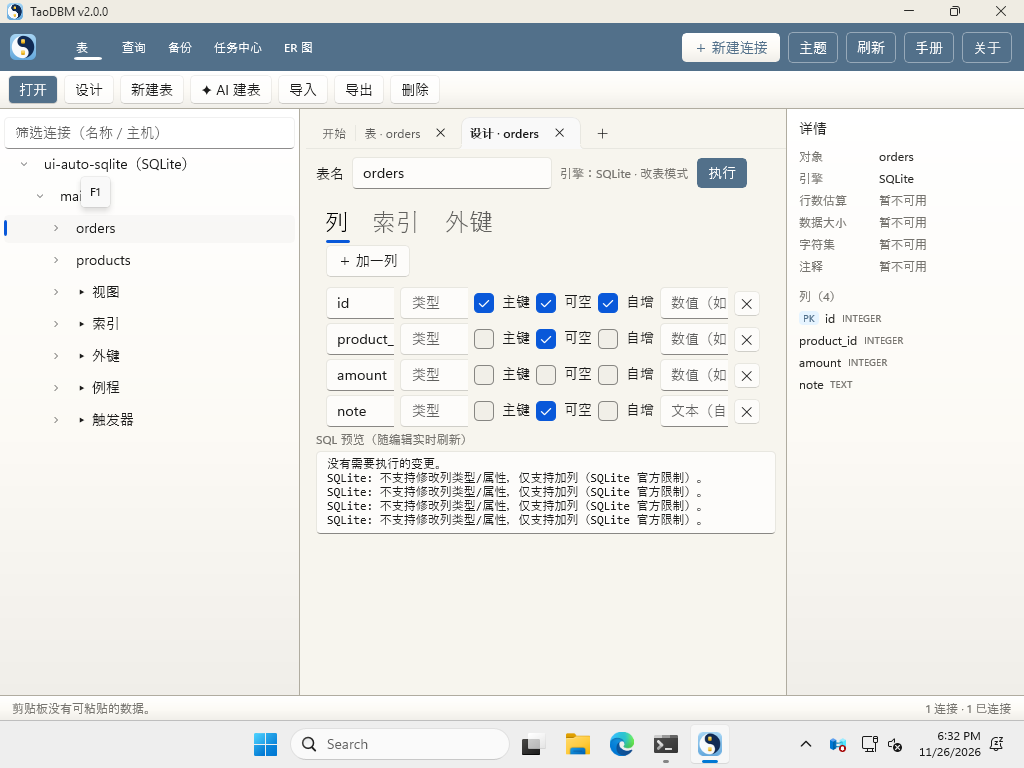 TaoDBM v2.0.0
表 查询 备份 任务中心 ER 图 + 新建连接 主题 刷新 手册 关于
打开 设计 新建表 ✦ AI 建表 导入 导出 删除
筛选连接（名称 / 主机）
ui-auto-sqlite（SQLite）
mai
F1
orders
products
视图
索引
外键
例程
触发器
开始 表 · orders 设计 · orders
表名 orders 引擎：SQLite · 改表模式 执行
列 索引 外键
+ 加一列
id 类型 主键 可空 自增 数值（如
product_ 类型 主键 可空 自增 数值（如
amount 类型 主键 可空 自增 数值（如
note 类型 主键 可空 自增 文本（自
SQL 预览（随编辑实时刷新）
没有需要执行的变更。
SQLite: 不支持修改列类型/属性，仅支持加列（SQLite 官方限制）。
SQLite: 不支持修改列类型/属性，仅支持加列（SQLite 官方限制）。
SQLite: 不支持修改列类型/属性，仅支持加列（SQLite 官方限制）。
SQLite: 不支持修改列类型/属性，仅支持加列（SQLite 官方限制）。
详情
对象 orders
引擎 SQLite
行数估算 暂不可用
数据大小 暂不可用
字符集 暂不可用
注释 暂不可用
列（4）
PK id INTEGER
product_id INTEGER
amount INTEGER
note TEXT
剪贴板没有可粘贴的数据。 1 连接 · 1 已连接
Search
6:32 PM
11/26/2026